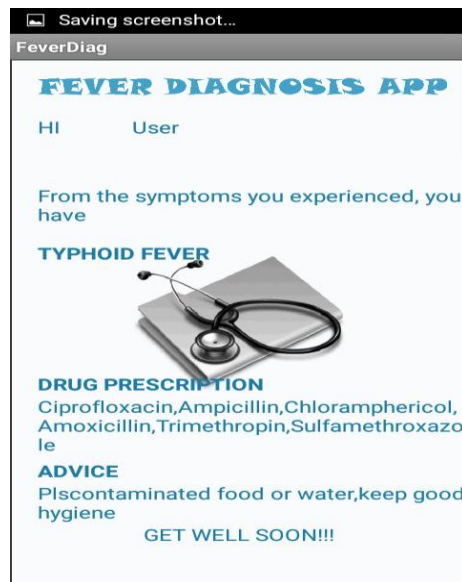 Saving screenshot...
FeverDiag
FEVER DIAGNOSIS APP
HI User
From the symptoms you experienced, you
have
TYPHOID FEVER
DRUG PRESCRIPTION
Ciprofloxacin,Ampicillin,Chlorampherico​l,
Amoxicillin,Trimethropin,Sulfamethroxazo
le
ADVICE
Plscontaminated food or water,keep good
hygiene
GET WELL SOON!!!